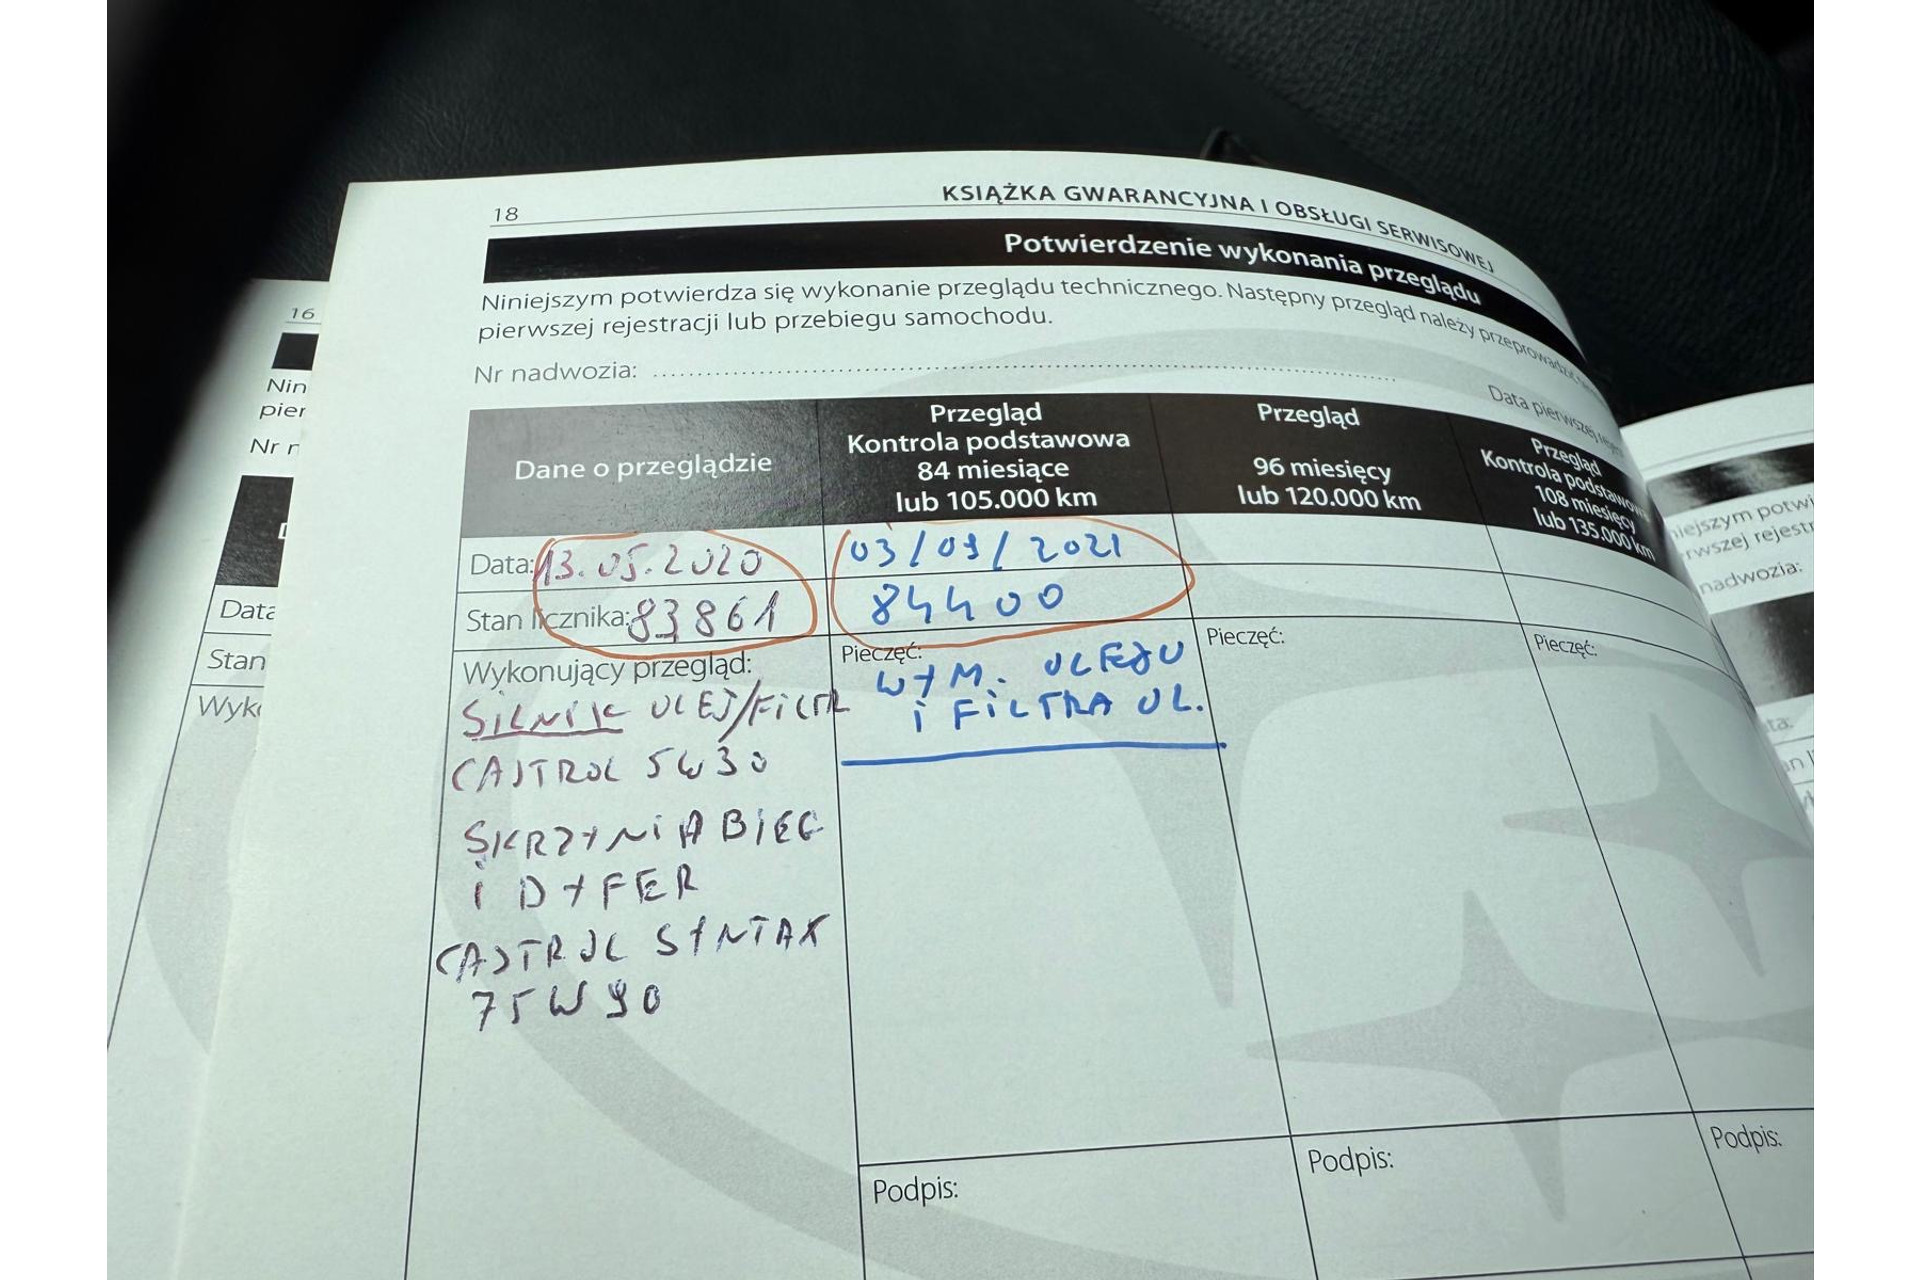 18
KSIĄŻKA GWARANCYJNA I OBSŁUGI SERWISOWEJ
Potwierdzenie wykonania przeglądu
Niniejszym potwierdza się wykonanie przeglądu technicznego. Następny przegląd należy przeprowadzić
pierwszej rejestracji lub przebiegu samochodu.
Nr nadwozia:
Data pierwszej
Dane o przeglądzie
Przegląd
Kontrola podstawowa
84 miesiące
lub 105.000 km
Przegląd
96 miesięcy
lub 120.000 km
Przegląd
Kontrola podstawowa
108 miesięcy
lub 135.000 km
Data: 13.05.2020
03/09/2021
Stan licznika: 83861
84400
Wykonujący przegląd:
SILNIK OLEJ/FILTR
CASTROL 5W30
SKRZYNIA BIEG
i DYFER
CASTROL SYNTAX
75W90
Pieczęć:
WYM. OLEJU
i FILTRA OL.
Pieczęć:
Pieczęć:
Podpis:
Podpis:
Podpis:
16
Nin
pier
Nr n
Data
Stan
Wyk
nadwozia: